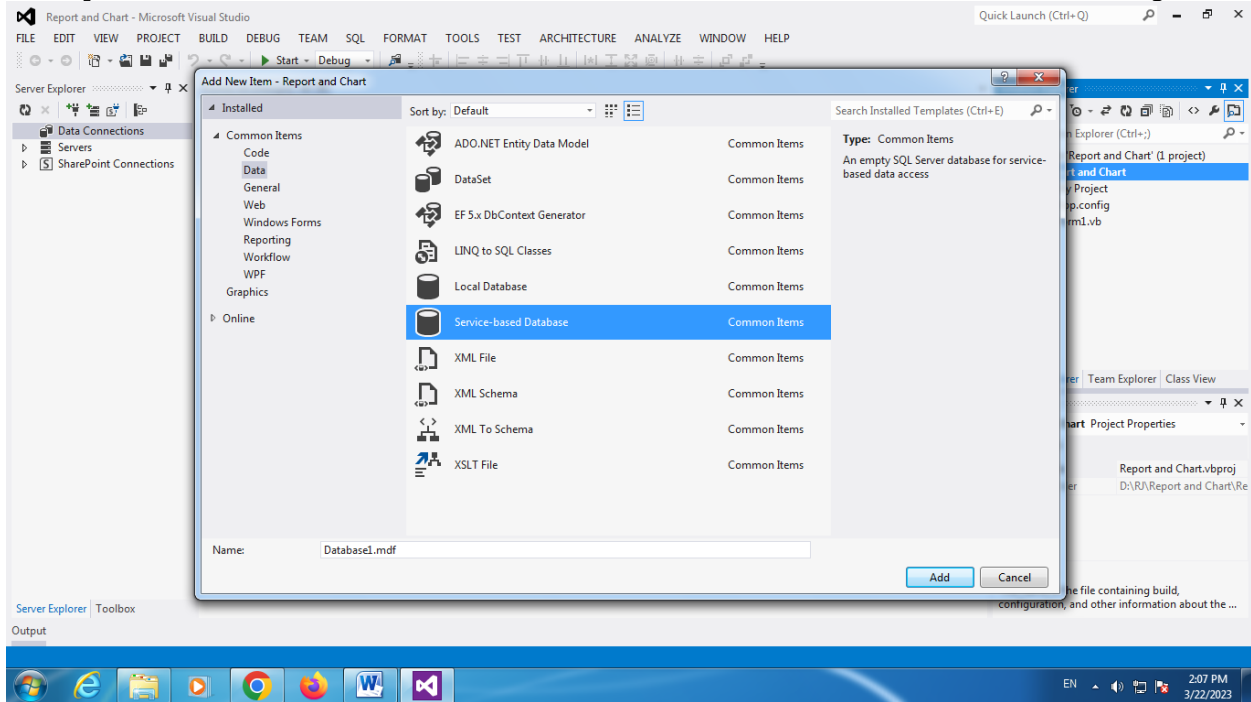 Report and Chart - Microsoft Visual Studio
Quick Launch (Ctrl+Q)
FILE EDIT VIEW PROJECT BUILD DEBUG TEAM SQL FORMAT TOOLS TEST ARCHITECTURE ANALYZE WINDOW HELP
Start - Debug
Server Explorer
Data Connections
Servers
SharePoint Connections
Add New Item - Report and Chart
Installed
Common Items
Code
Data
General
Web
Windows Forms
Reporting
Workflow
WPF
Graphics
Online
Sort by: Default
Search Installed Templates (Ctrl+E)
ADO.NET Entity Data Model Common Items
DataSet Common Items
EF 5.x DbContext Generator Common Items
LINQ to SQL Classes Common Items
Local Database Common Items
Service-based Database Common Items
XML File Common Items
XML Schema Common Items
XML To Schema Common Items
XSLT File Common Items
Type: Common Items
An empty SQL Server database for service-
based data access
Name: Database1.mdf
Add Cancel
Explorer (Ctrl+;)
Report and Chart' (1 project)
rt and Chart
y Project
pp.config
rm1.vb
rer Team Explorer Class View
hart Project Properties
Report and Chart.vbproj
er D:\RJ\Report and Chart\Re
he file containing build,
configuration, and other information about the ...
Server Explorer Toolbox
Output
EN
2:07 PM
3/22/2023